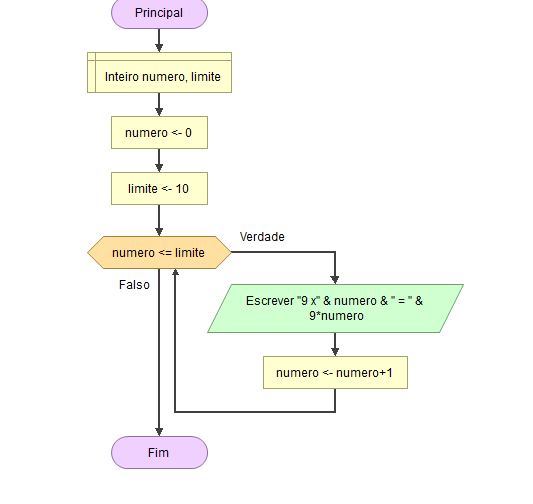 Principal
Inteiro numero, limite
numero <- 0
limite <- 10
numero <= limite
Verdade
Falso
Escrever "9 x" & numero & " = " &
9*numero
numero <- numero+1
Fim